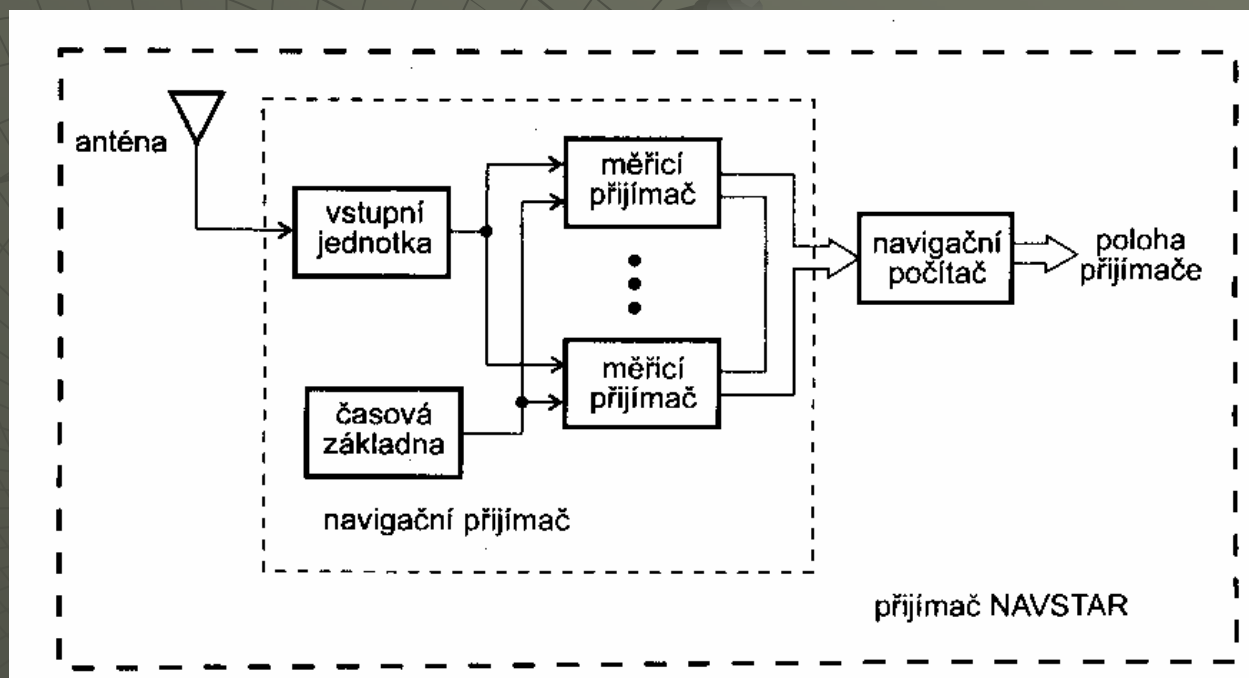 anténa
vstupní
jednotka
časová
základna
měřicí
přijímač
měřicí
přijímač
navigační
počítač
poloha
přijímače
navigační přijímač
přijímač NAVSTAR